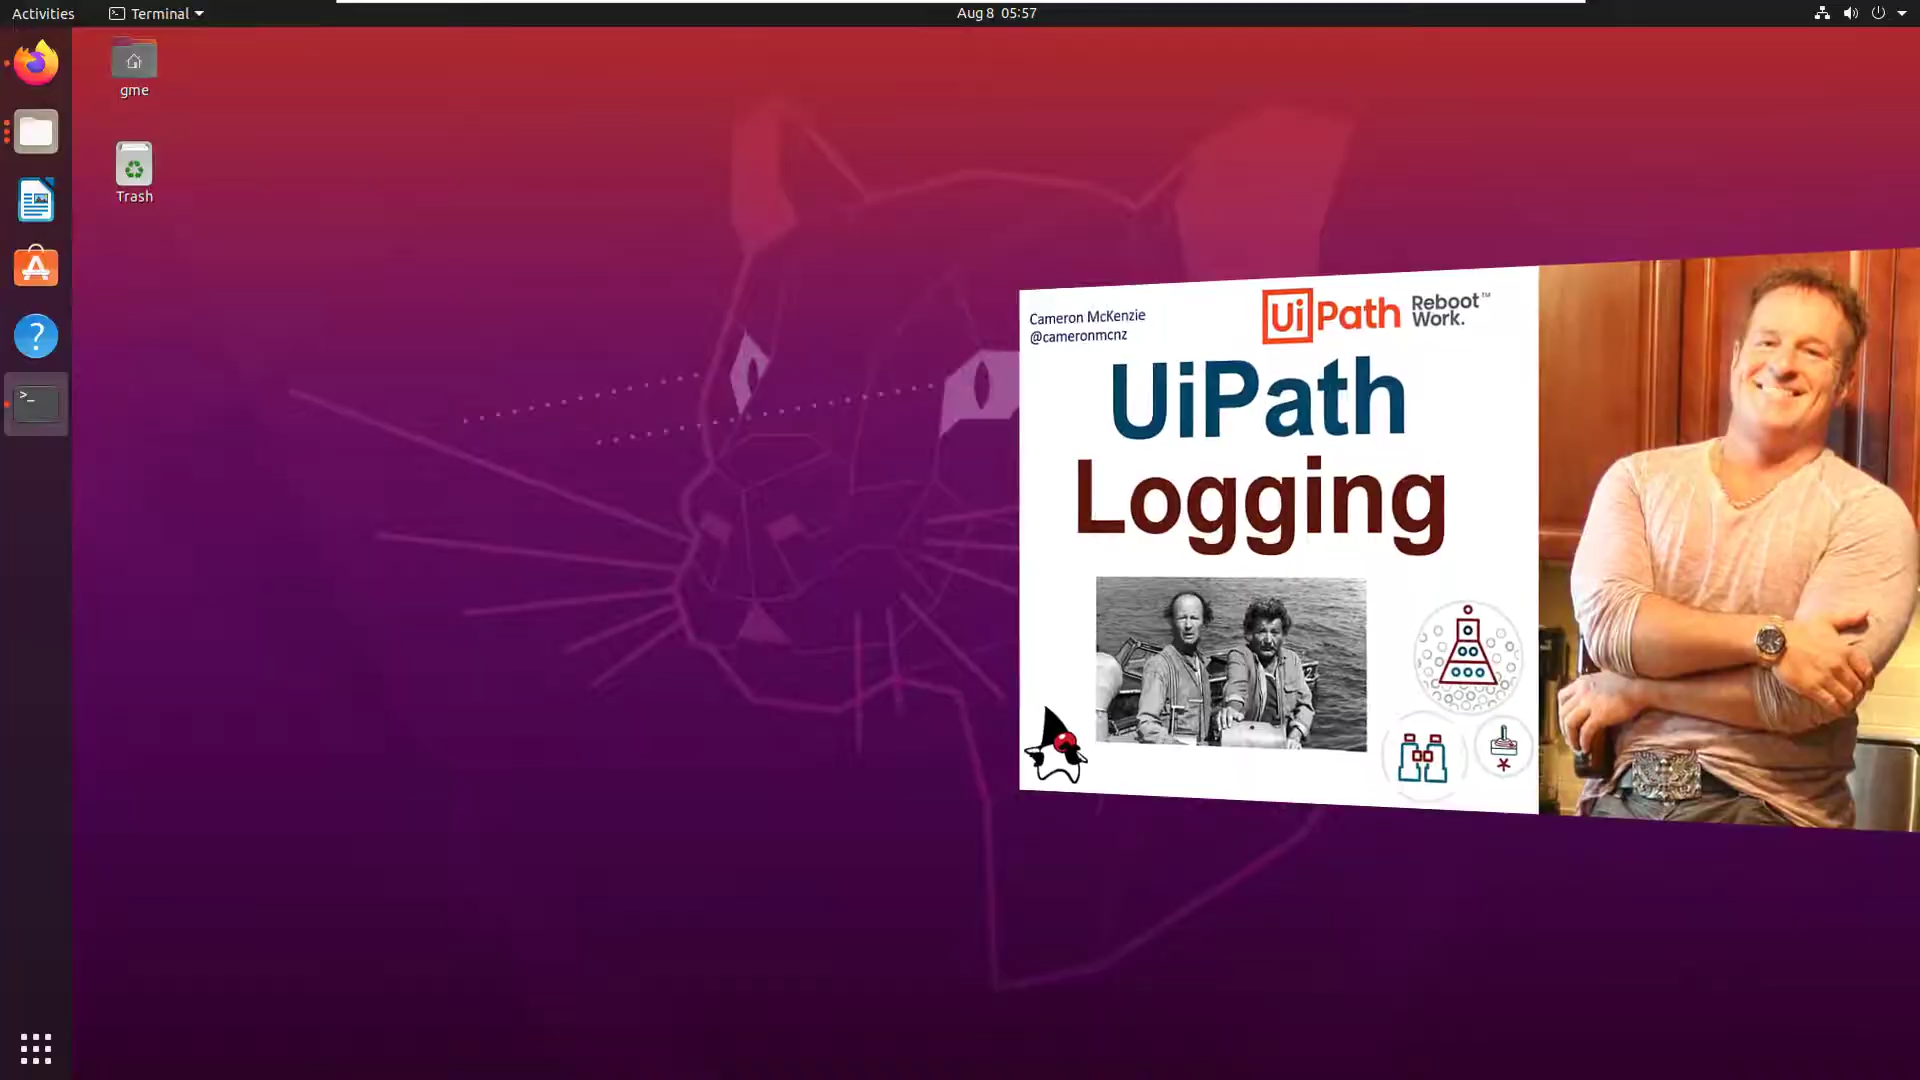 Activities
Terminal
Aug 8 05:57
gme
Trash
Cameron McKenzie
@cameronmcnz
UiPath Reboot™
Work.
UiPath
Logging